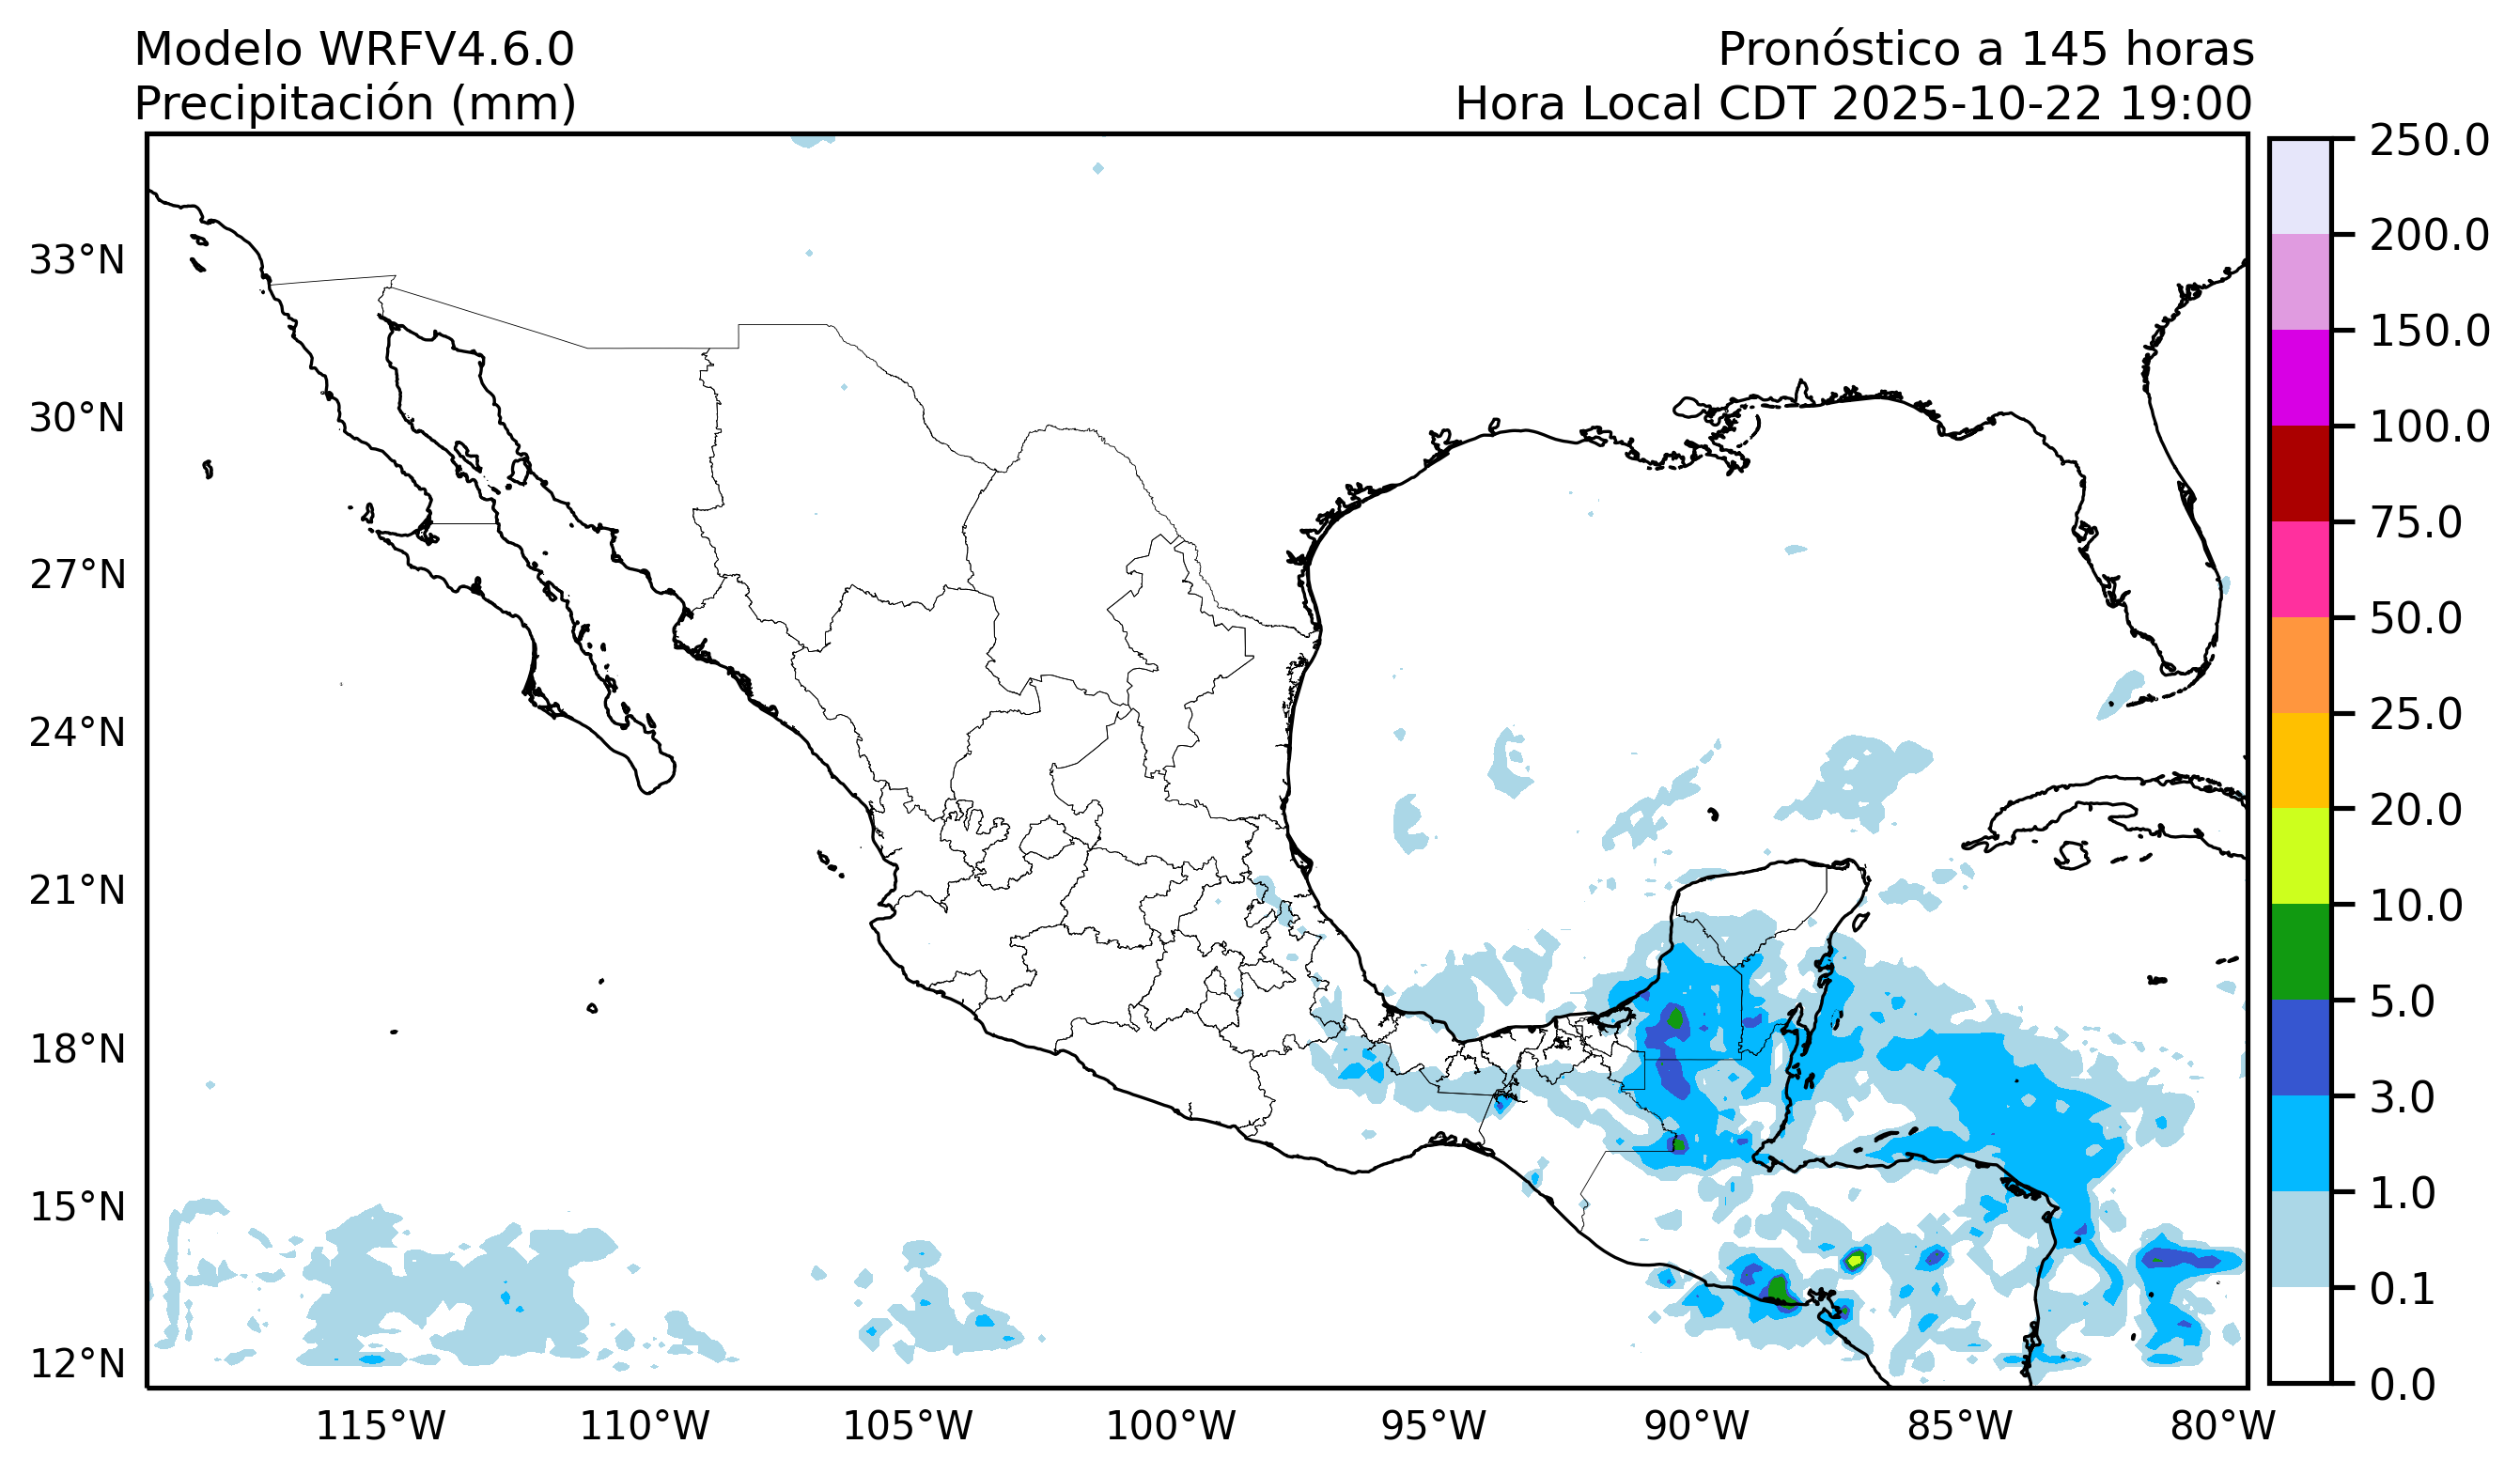 Modelo WRFV4.6.0
Precipitación (mm)
Pronóstico a 145 horas
Hora Local CDT 2025-10-22 19:00
33°N
30°N
27°N
24°N
21°N
18°N
15°N
12°N
115°W
110°W
105°W
100°W
95°W
90°W
85°W
80°W
250.0
200.0
150.0
100.0
75.0
50.0
25.0
20.0
10.0
5.0
3.0
1.0
0.1
0.0